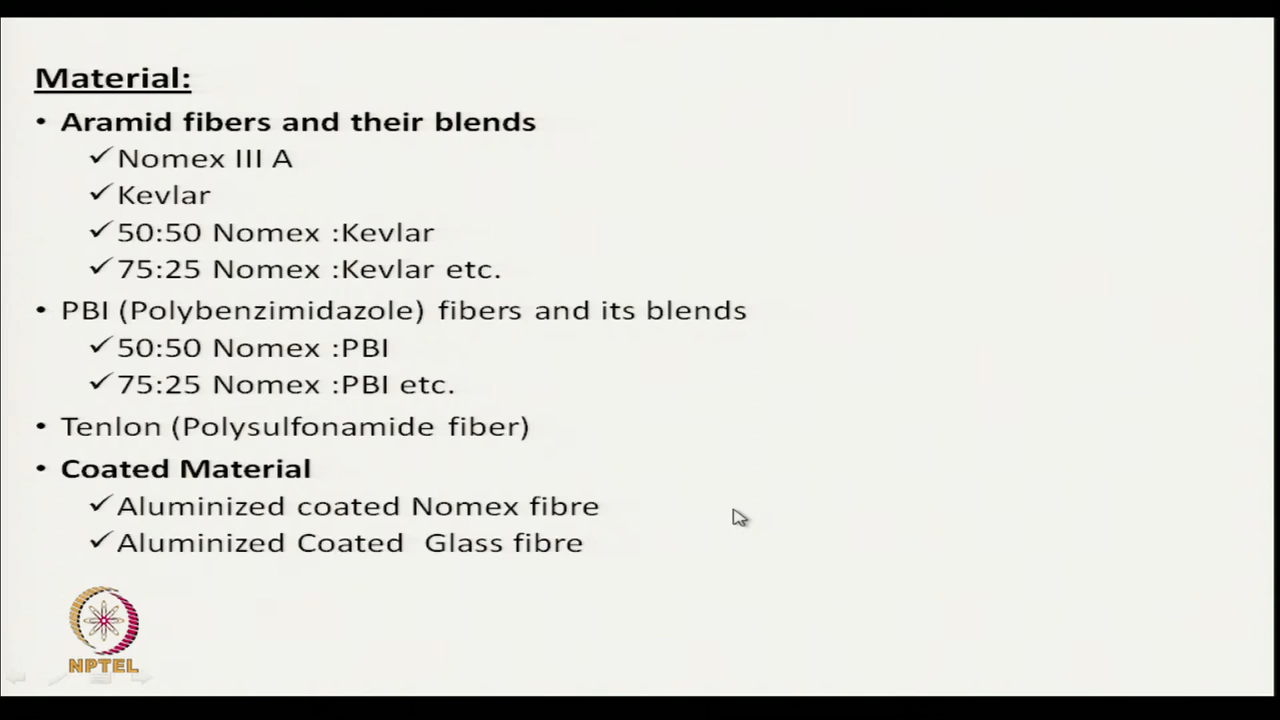 Material:
• Aramid fibers and their blends
✓Nomex III A
✓Kevlar
✓50:50 Nomex :Kevlar
✓75:25 Nomex :Kevlar etc.
• PBI (Polybenzimidazole) fibers and its blends
✓50:50 Nomex :PBI
✓75:25 Nomex :PBI etc.
• Tenlon (Polysulfonamide fiber)
• Coated Material
✓Aluminized coated Nomex fibre
✓Aluminized Coated Glass fibre
NPTEL